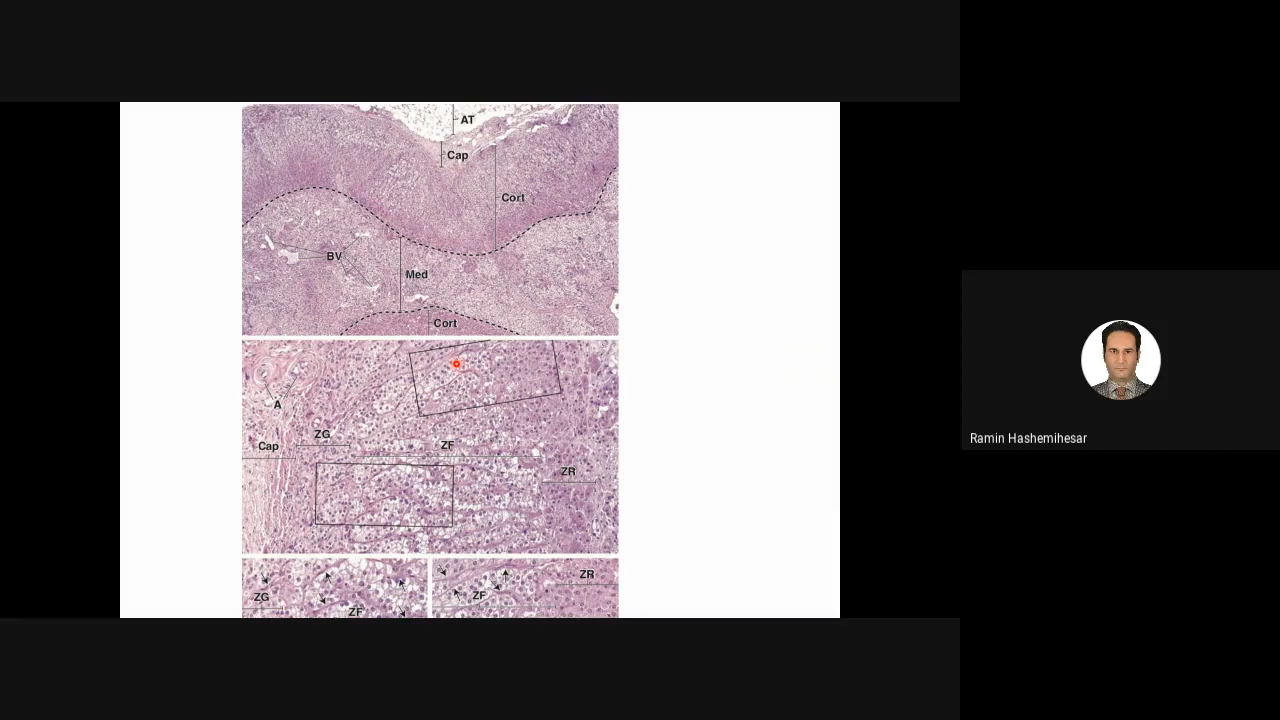 AT
Cap
Cort
BV
Med
Cort
A
ZG
Cap
ZF
ZR
ZG
ZF
ZF
ZR
Ramin Hashemihesar